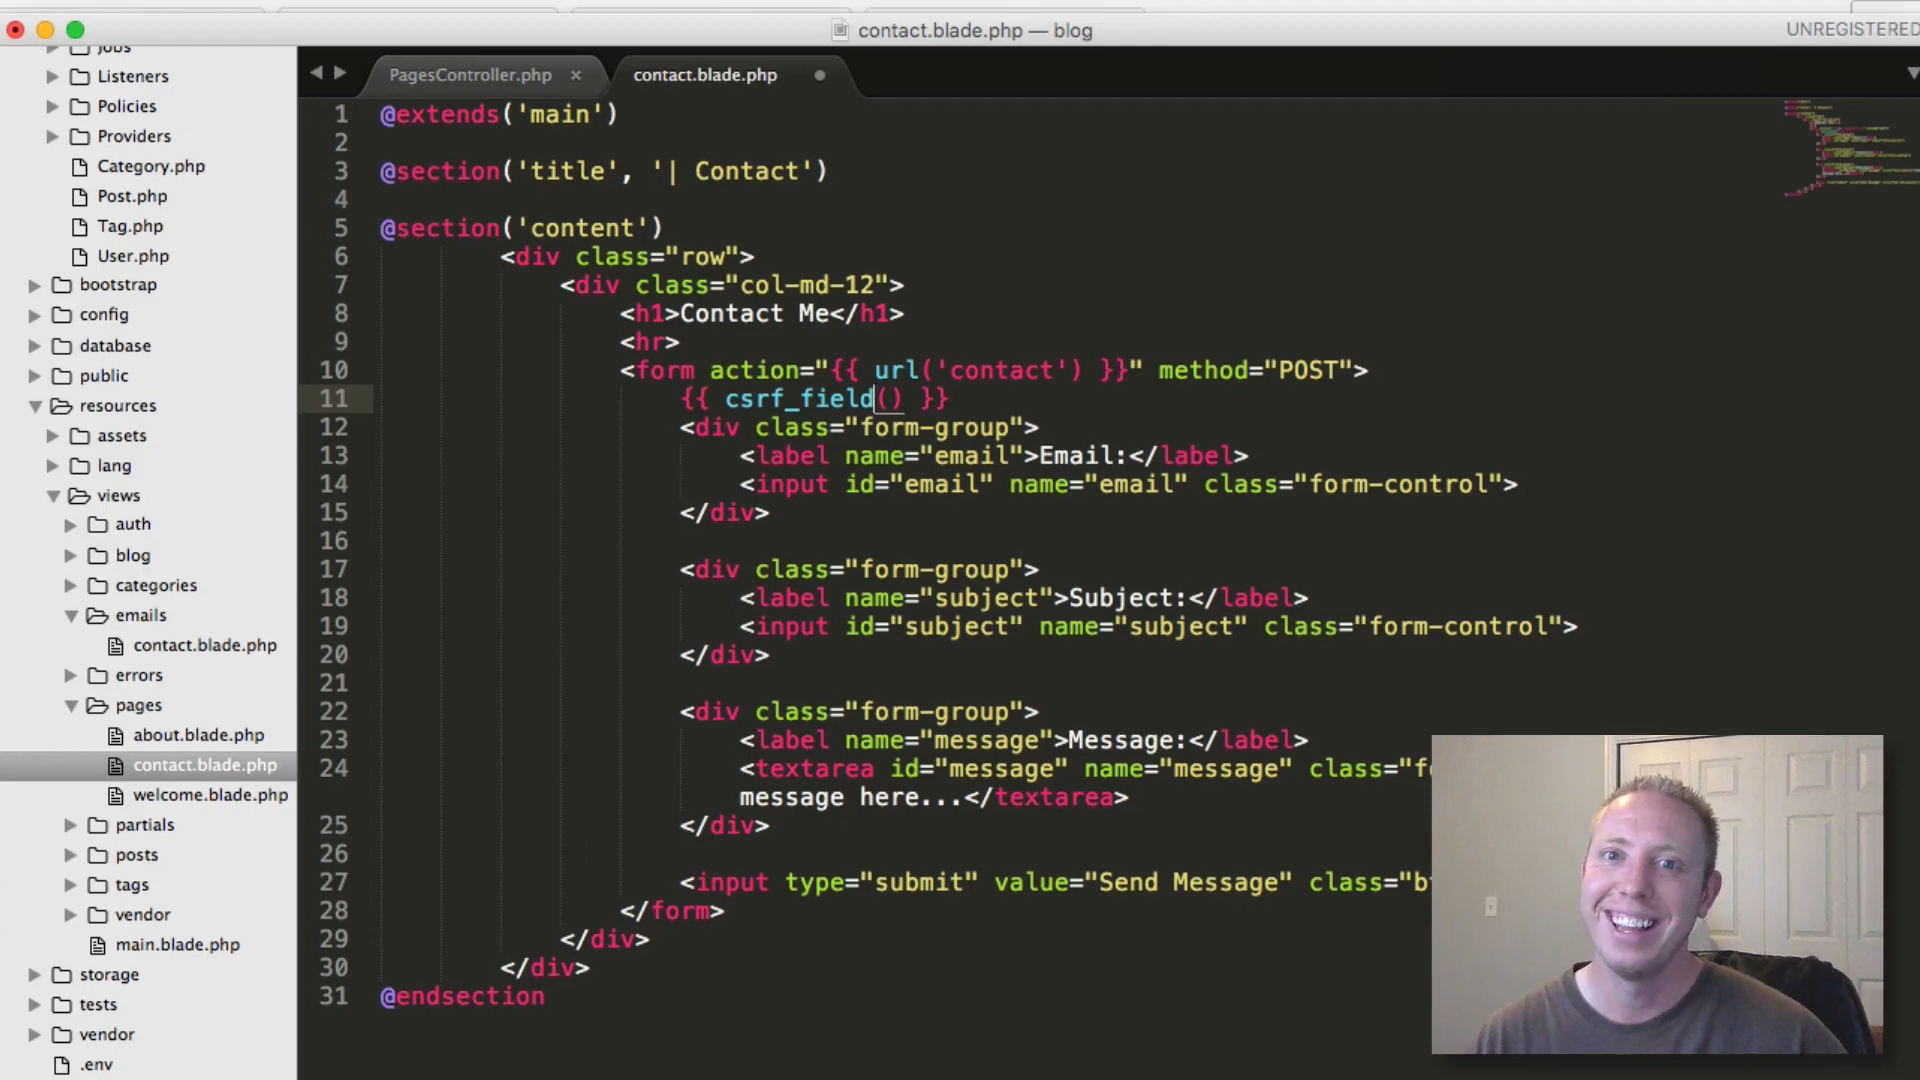 contact.blade.php — blog
UNREGISTERED
Jobs
Listeners
Policies
Providers
Category.php
Post.php
Tag.php
User.php
bootstrap
config
database
public
resources
assets
lang
views
auth
blog
categories
emails
contact.blade.php
errors
pages
about.blade.php
contact.blade.php
welcome.blade.php
partials
posts
tags
vendor
main.blade.php
storage
tests
vendor
.env
PagesController.php ×
contact.blade.php
1 @extends('main')
2
3 @section('title', '| Contact')
4
5 @section('content')
6 <div class="row">
7 <div class="col-md-12">
8 <h1>Contact Me</h1>
9 <hr>
10 <form action="{{ url('contact') }}" method="POST">
11 {{ csrf_field() }}
12 <div class="form-group">
13 <label name="email">Email:</label>
14 <input id="email" name="email" class="form-control">
15 </div>
16
17 <div class="form-group">
18 <label name="subject">Subject:</label>
19 <input id="subject" name="subject" class="form-control">
20 </div>
21
22 <div class="form-group">
23 <label name="message">Message:</label>
24 <textarea id="message" name="message" class="f
message here...</textarea>
25 </div>
26
27 <input type="submit" value="Send Message" class="b
28 </form>
29 </div>
30 </div>
31 @endsection